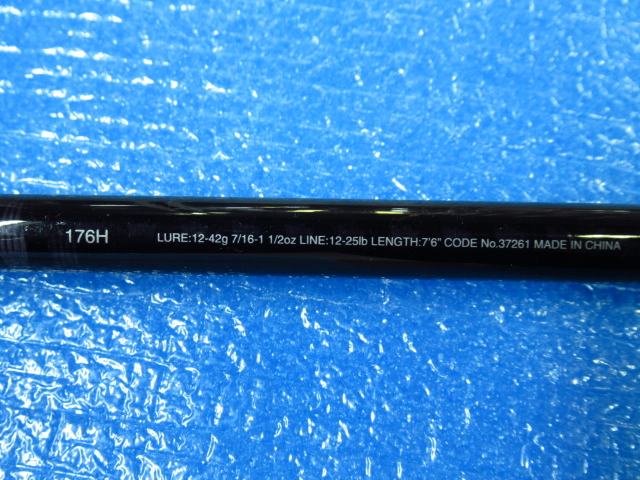 176H LURE:12-42g 7/16-1 1/2oz LINE:12-25lb LENGTH:7'6" CODE No.37261 MADE IN CHINA